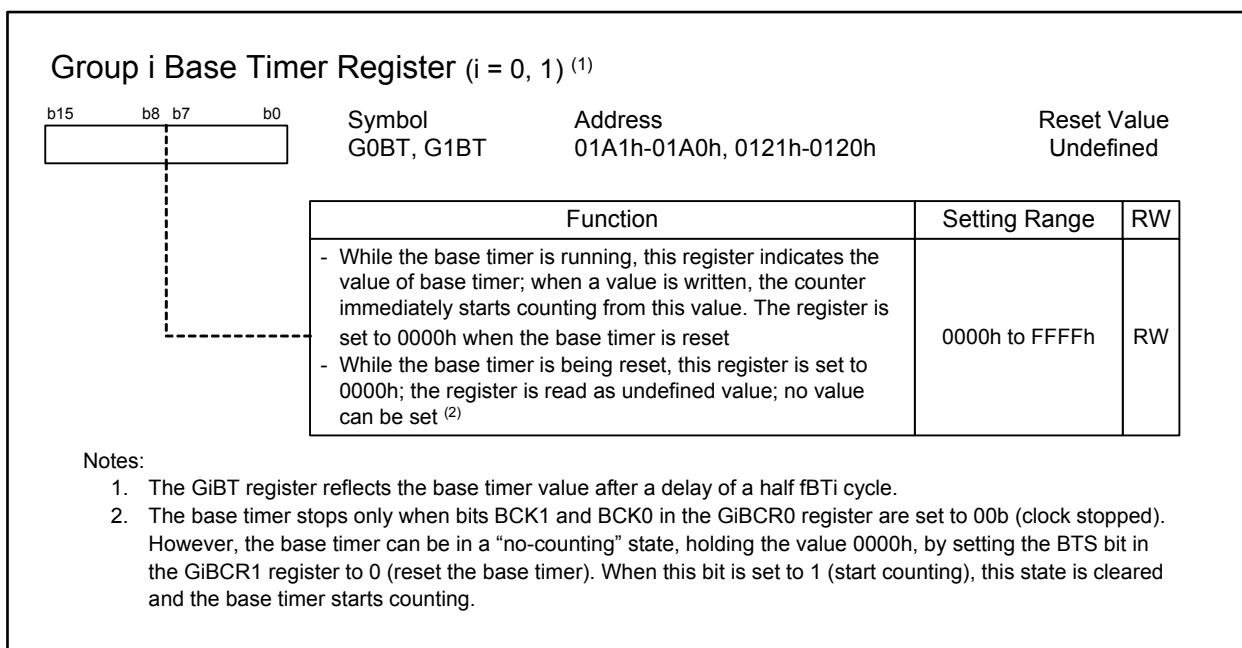 Group i Base Timer Register (i = 0, 1) (1)
b15 b8 b7 b0
Symbol Address Reset Value
G0BT, G1BT 01A1h-01A0h, 0121h-0120h Undefined
Function Setting Range RW
- While the base timer is running, this register indicates the
value of base timer; when a value is written, the counter
immediately starts counting from this value. The register is
set to 0000h when the base timer is reset
- While the base timer is being reset, this register is set to
0000h; the register is read as undefined value; no value
can be set (2)
0000h to FFFFh RW
Notes:
1. The GiBT register reflects the base timer value after a delay of a half fBTi cycle.
2. The base timer stops only when bits BCK1 and BCK0 in the GiBCR0 register are set to 00b (clock stopped).
However, the base timer can be in a “no-counting” state, holding the value 0000h, by setting the BTS bit in
the GiBCR1 register to 0 (reset the base timer). When this bit is set to 1 (start counting), this state is cleared
and the base timer starts counting.